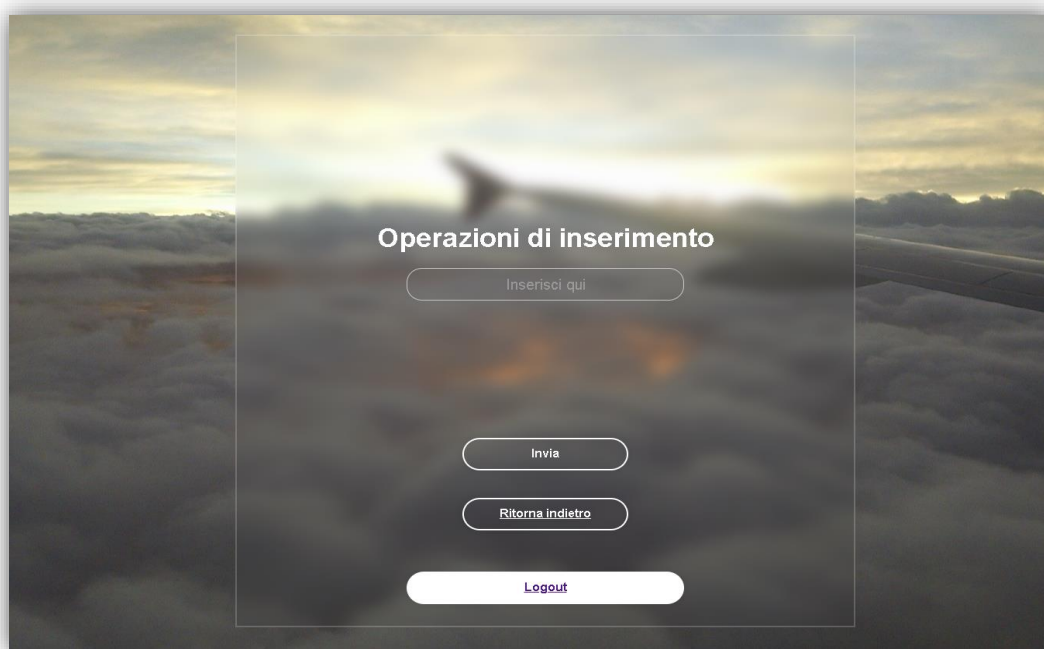 Operazioni di inserimento
Inserisci qui
Invia
Ritorna indietro
Logout